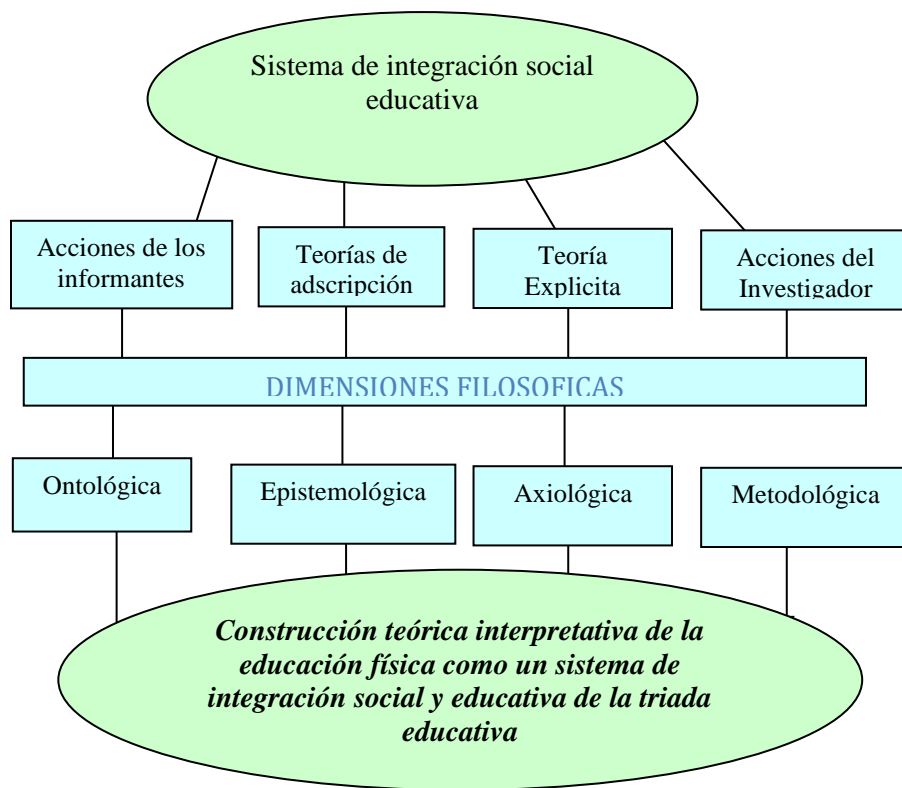 Sistema de integración social
educativa
Acciones de los
informantes
Teorías de
adscripción
Teoría
Explicita
Acciones del
Investigador
DIMENSIONES FILOSOFICAS
Ontológica
Epistemológica
Axiológica
Metodológica
Construcción teórica interpretativa de la
educación física como un sistema de
integración social y educativa de la triada
educativa